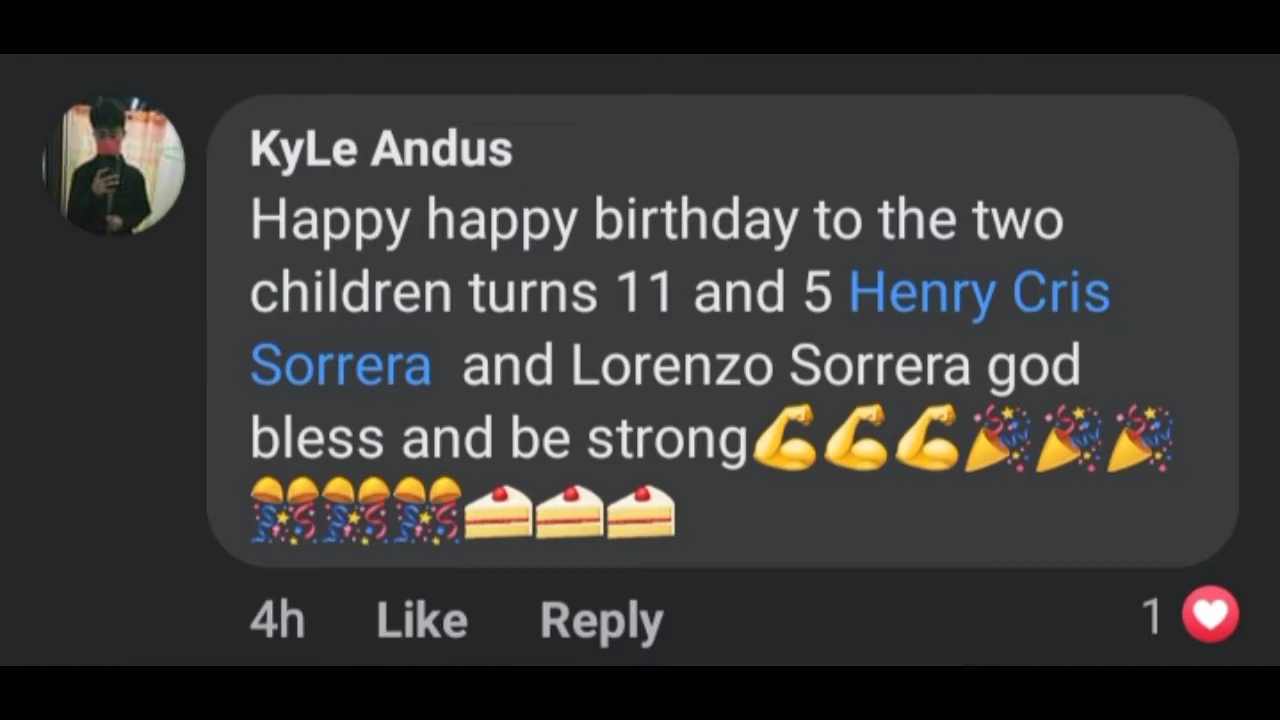 KyLe Andus
Happy happy birthday to the two
children turns 11 and 5 Henry Cris
Sorrera and Lorenzo Sorrera god
bless and be strong💪💪💪🎉🎉🎉
🎊🎊🎊🍰🍰🍰
4h Like Reply 1